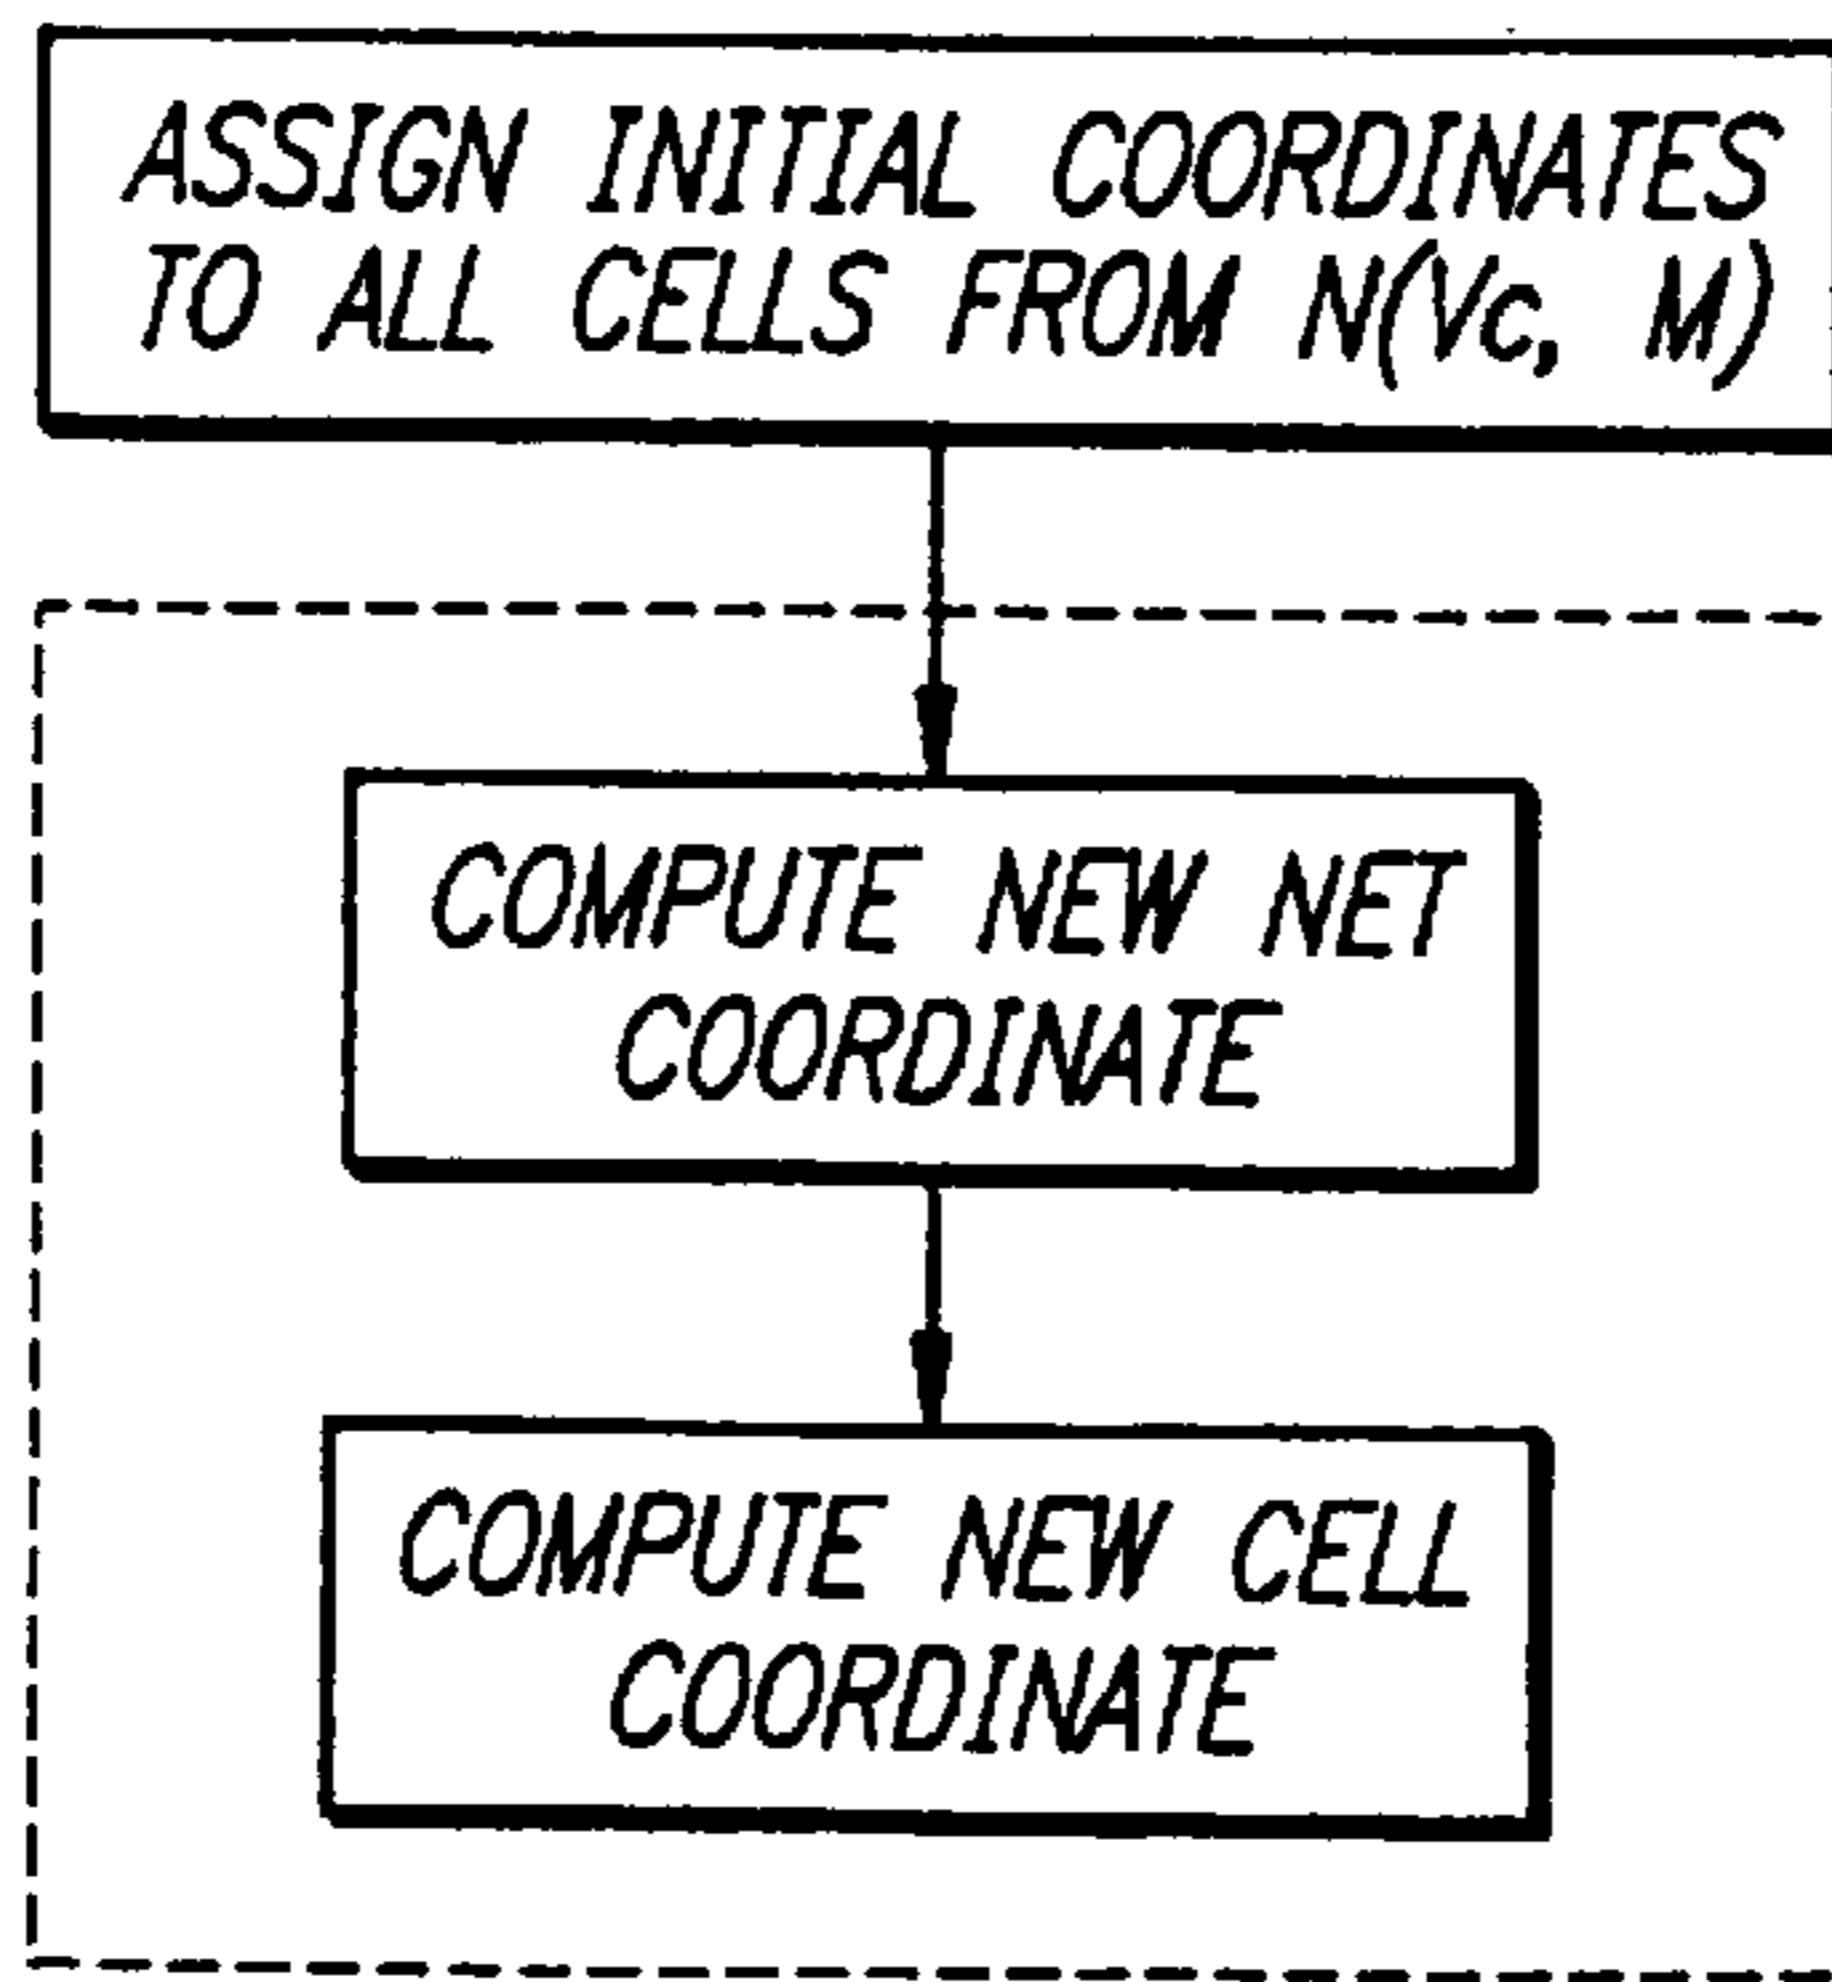 ASSIGN INITIAL COORDINATES
TO ALL CELLS FROM N(Vc, M)
COMPUTE NEW NET
COORDINATE
COMPUTE NEW CELL
COORDINATE